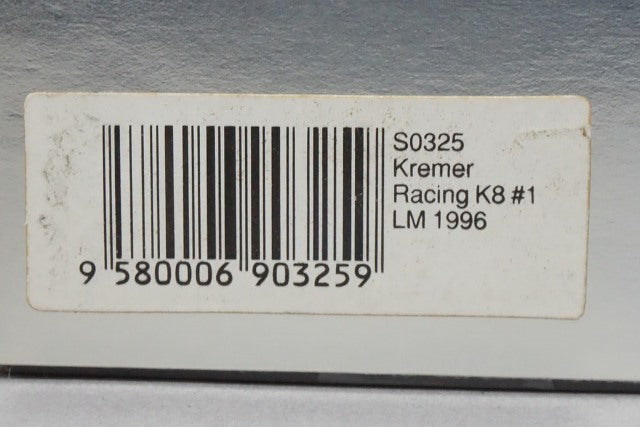 S0325
Kremer
Racing K8 #1
LM 1996
9 580006 903259